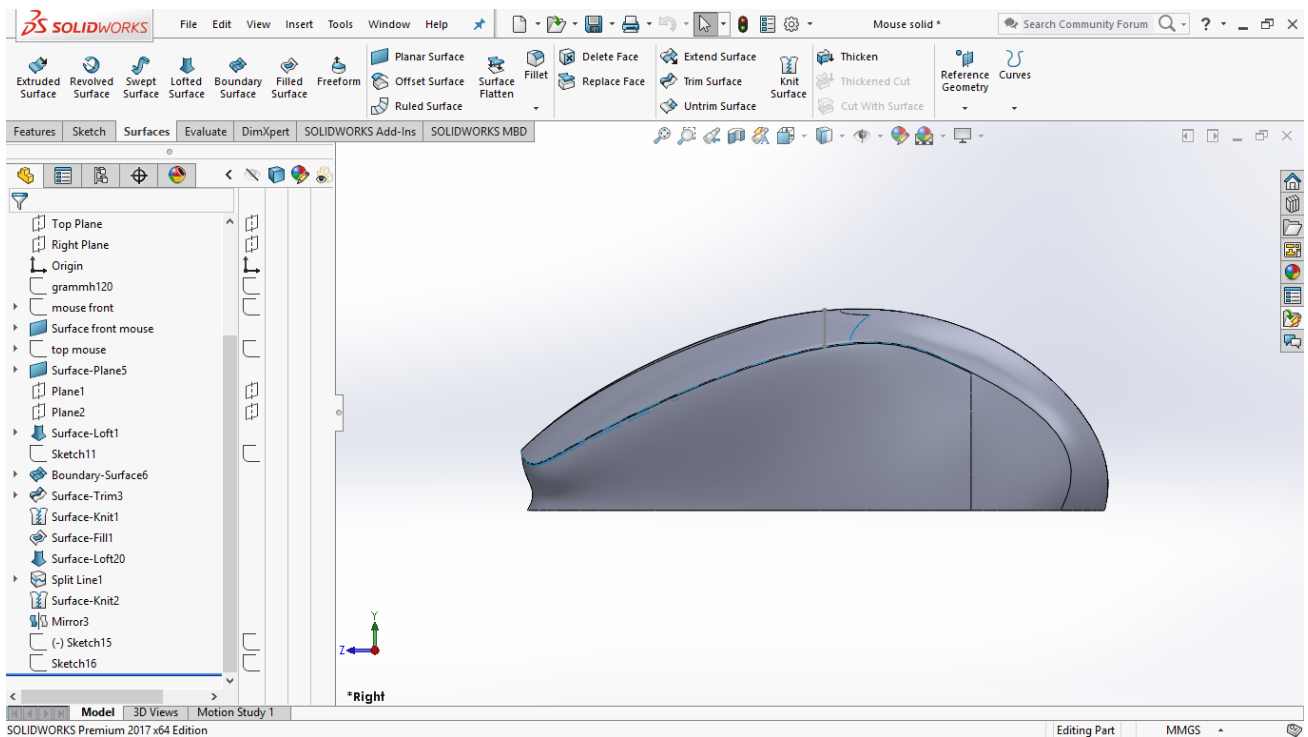 SOLIDWORKS File Edit View Insert Tools Window Help Mouse solid * Search Community Forum ?
Extruded Surface
Revolved Surface
Swept Surface
Lofted Surface
Boundary Surface
Filled Surface
Freeform
Planar Surface
Offset Surface
Ruled Surface
Surface Flatten
Fillet
Delete Face
Replace Face
Extend Surface
Trim Surface
Untrim Surface
Knit Surface
Thicken
Thickened Cut
Cut With Surface
Reference Geometry
Curves
Features Sketch Surfaces Evaluate DimXpert SOLIDWORKS Add-Ins SOLIDWORKS MBD
Top Plane
Right Plane
Origin
grammh120
mouse front
Surface front mouse
top mouse
Surface-Plane5
Plane1
Plane2
Surface-Loft1
Sketch11
Boundary-Surface6
Surface-Trim3
Surface-Knit1
Surface-Fill1
Surface-Loft20
Split Line1
Surface-Knit2
Mirror3
(-) Sketch15
Sketch16
Y
Z
*Right
Model 3D Views Motion Study 1
SOLIDWORKS Premium 2017 x64 Edition Editing Part MMGS